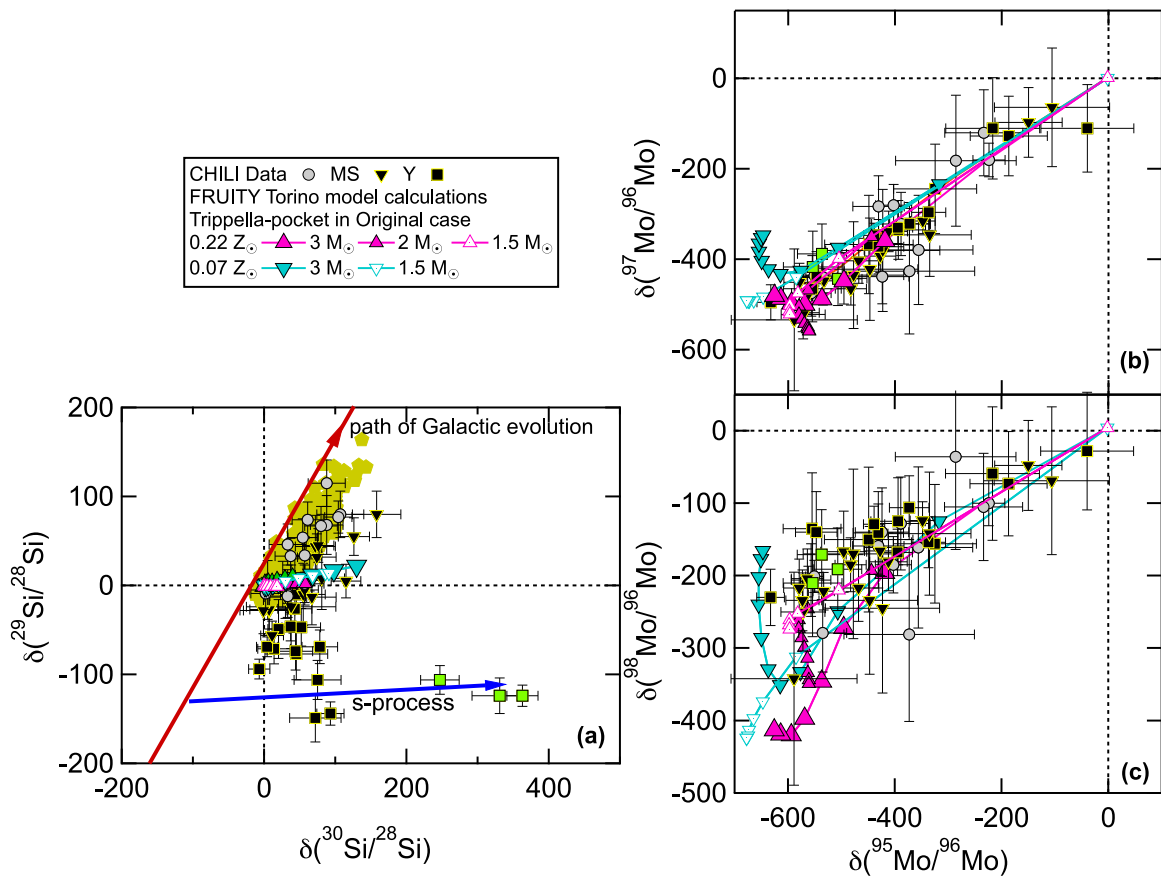 CHILI Data MS Y
FRUITY Torino model calculations
Trippella-pocket in Original case
0.22 Z☉ 3 M☉ 2 M☉ 1.5 M☉
0.07 Z☉ 3 M☉ 1.5 M☉
200
100
0
-100
-200
δ(²⁹Si/²⁸Si)
path of Galactic evolution
s-process
(a)
-200 0 200 400
δ(³⁰Si/²⁸Si)
0
-200
-400
-600
δ(⁹⁷Mo/⁹⁶Mo)
(b)
0
-100
-200
-300
-400
-500
δ(⁹⁸Mo/⁹⁶Mo)
(c)
-600 -400 -200 0
δ(⁹⁵Mo/⁹⁶Mo)